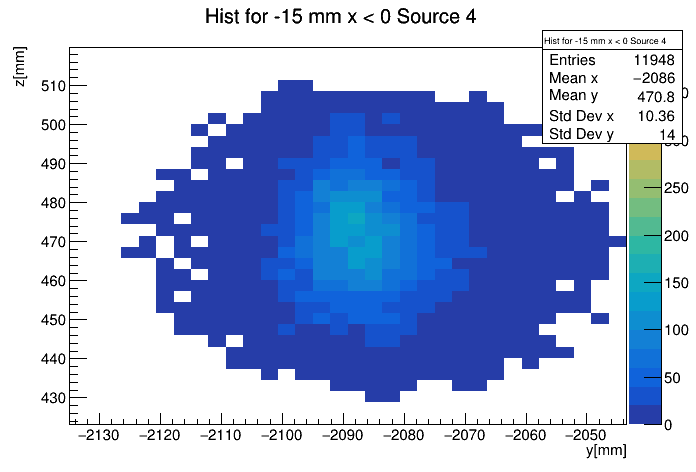 Hist for -15 mm x < 0 Source 4
z[mm]
Hist for -15 mm x < 0 Source 4
Entries 11948
Mean x −2086
Mean y 470.8
Std Dev x 10.36
Std Dev y 14
510
500
490
480
470
460
450
440
430
250
200
150
100
50
0
−2130 −2120 −2110 −2100 −2090 −2080 −2070 −2060 −2050
y[mm]